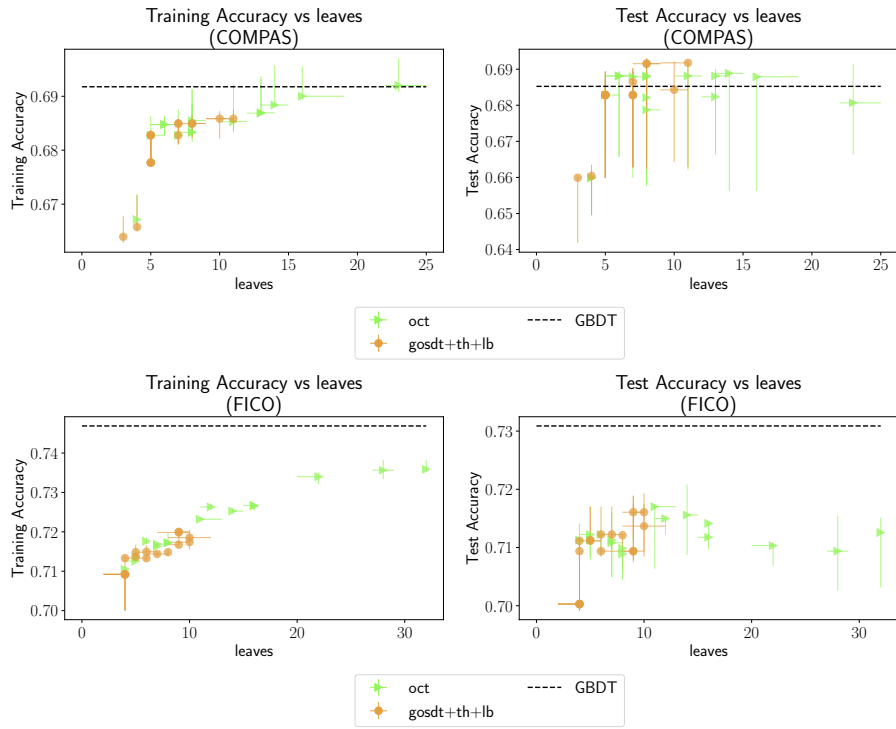 Training Accuracy vs leaves
(COMPAS)
Training Accuracy
0.69
0.68
0.67
0
5
10
15
20
25
leaves
Test Accuracy vs leaves
(COMPAS)
Test Accuracy
0.69
0.68
0.67
0.66
0.65
0.64
0
5
10
15
20
25
leaves
oct
gosdt+th+lb
GBDT
Training Accuracy vs leaves
(FICO)
Training Accuracy
0.74
0.73
0.72
0.71
0.70
0
10
20
30
leaves
Test Accuracy vs leaves
(FICO)
Test Accuracy
0.73
0.72
0.71
0.70
0
10
20
30
leaves
oct
gosdt+th+lb
GBDT